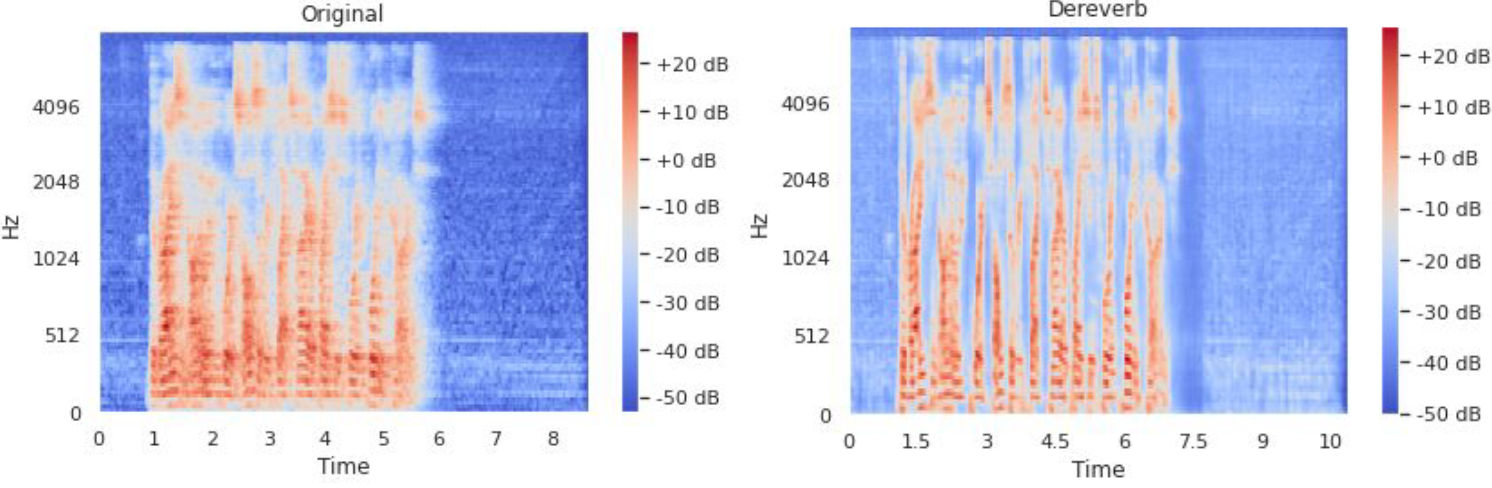 Original
Hz
4096
2048
1024
512
0
0 1 2 3 4 5 6 7 8
Time
+20 dB
+10 dB
+0 dB
-10 dB
-20 dB
-30 dB
-40 dB
-50 dB
Dereverb
Hz
4096
2048
1024
512
0
0 1.5 3 4.5 6 7.5 9 10
Time
+20 dB
+10 dB
+0 dB
-10 dB
-20 dB
-30 dB
-40 dB
-50 dB